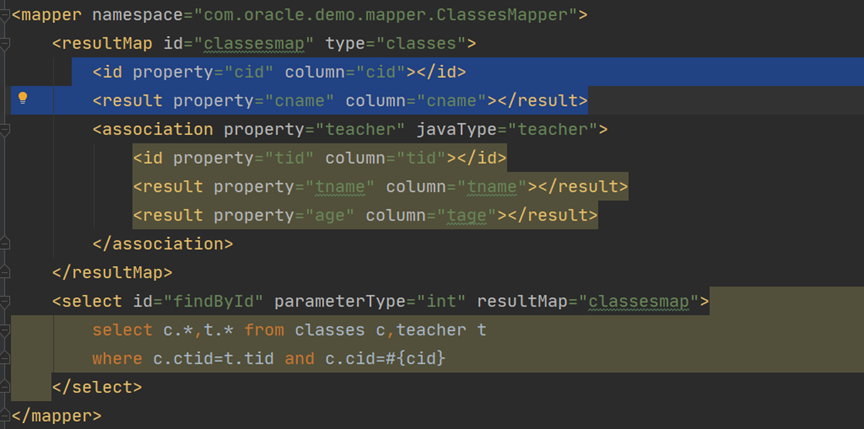 <mapper namespace="com.oracle.demo.mapper.ClassesMapper">
<resultMap id="classesmap" type="classes">
<id property="cid" column="cid"></id>
<result property="cname" column="cname"></result>
<association property="teacher" javaType="teacher">
<id property="tid" column="tid"></id>
<result property="tname" column="tname"></result>
<result property="age" column="tage"></result>
</association>
</resultMap>
<select id="findById" parameterType="int" resultMap="classesmap">
select c.*,t.* from classes c,teacher t
where c.ctid=t.tid and c.cid=#{cid}
</select>
</mapper>